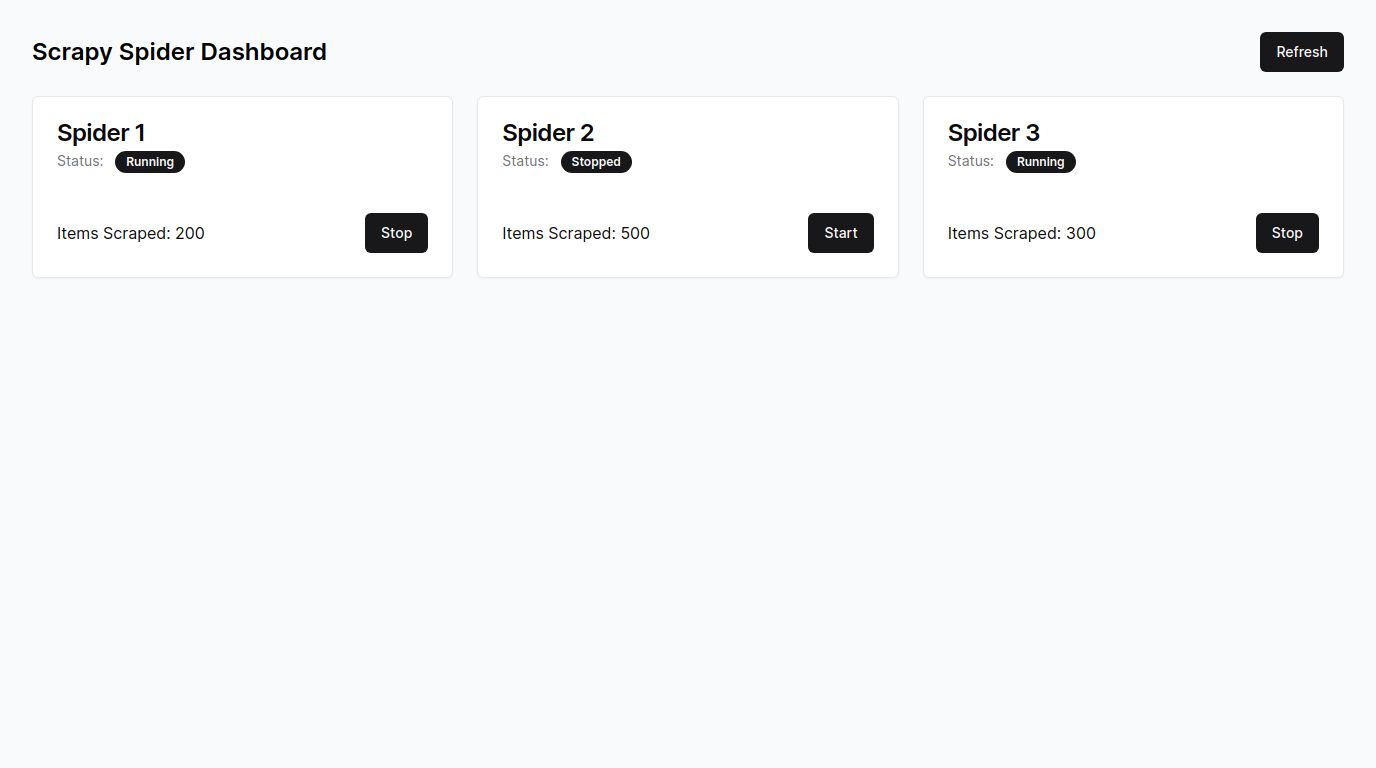 Scrapy Spider Dashboard
Refresh
Spider 1
Status: Running
Items Scraped: 200
Stop
Spider 2
Status: Stopped
Items Scraped: 500
Start
Spider 3
Status: Running
Items Scraped: 300
Stop